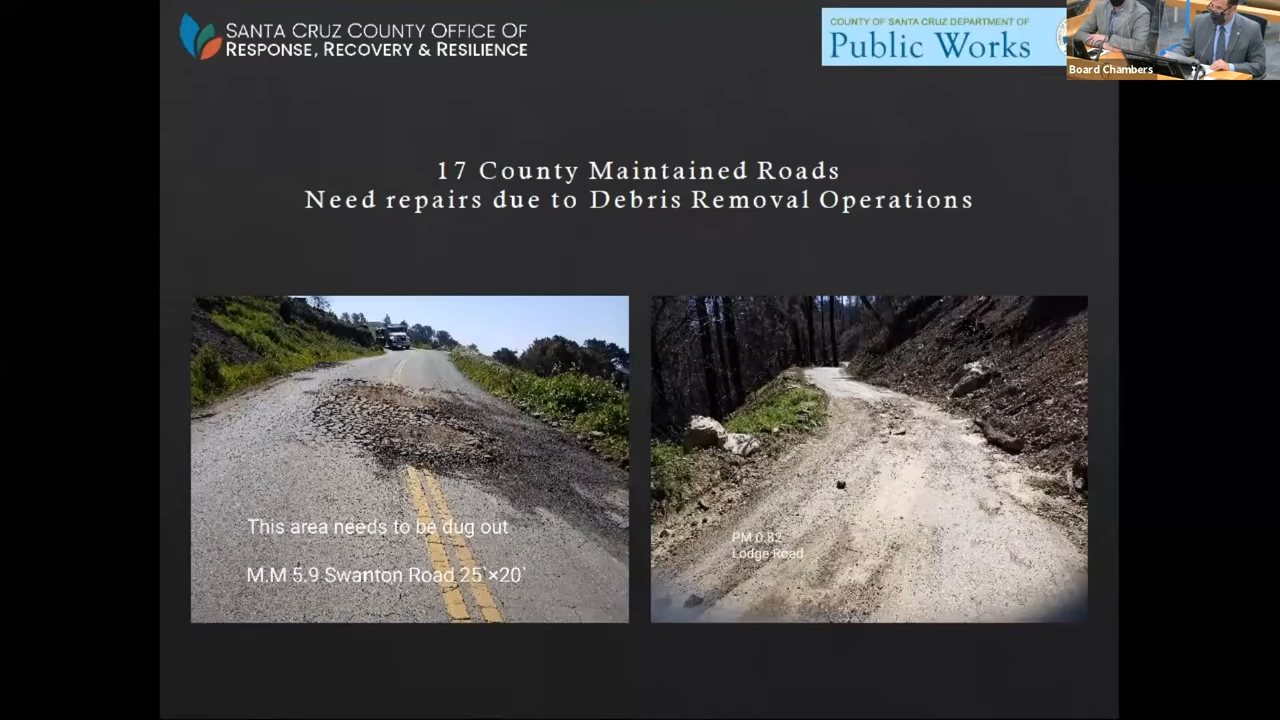 SANTA CRUZ COUNTY OFFICE OF
RESPONSE, RECOVERY & RESILIENCE
COUNTY OF SANTA CRUZ DEPARTMENT OF
Public Works
Board Chambers
17 County Maintained Roads
Need repairs due to Debris Removal Operations
This area needs to be dug out
M.M 5.9 Swanton Road 25`×20`
PM 0.82
Lodge Road